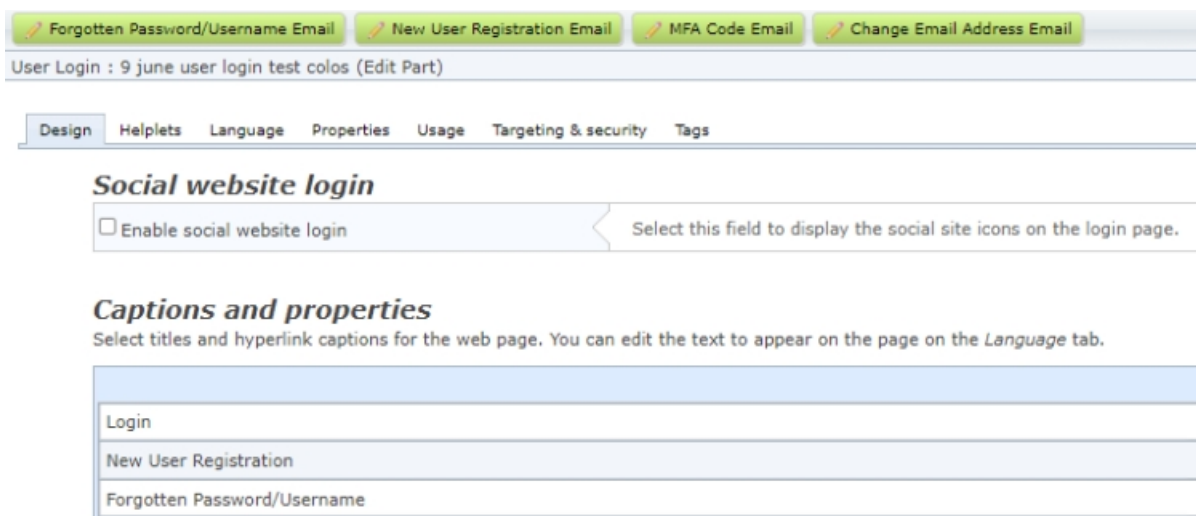 Forgotten Password/Username Email New User Registration Email MFA Code Email Change Email Address Email
User Login : 9 june user login test colos (Edit Part)
Design Helplets Language Properties Usage Targeting & security Tags
Social website login
Enable social website login Select this field to display the social site icons on the login page.
Captions and properties
Select titles and hyperlink captions for the web page. You can edit the text to appear on the page on the Language tab.
Login
New User Registration
Forgotten Password/Username